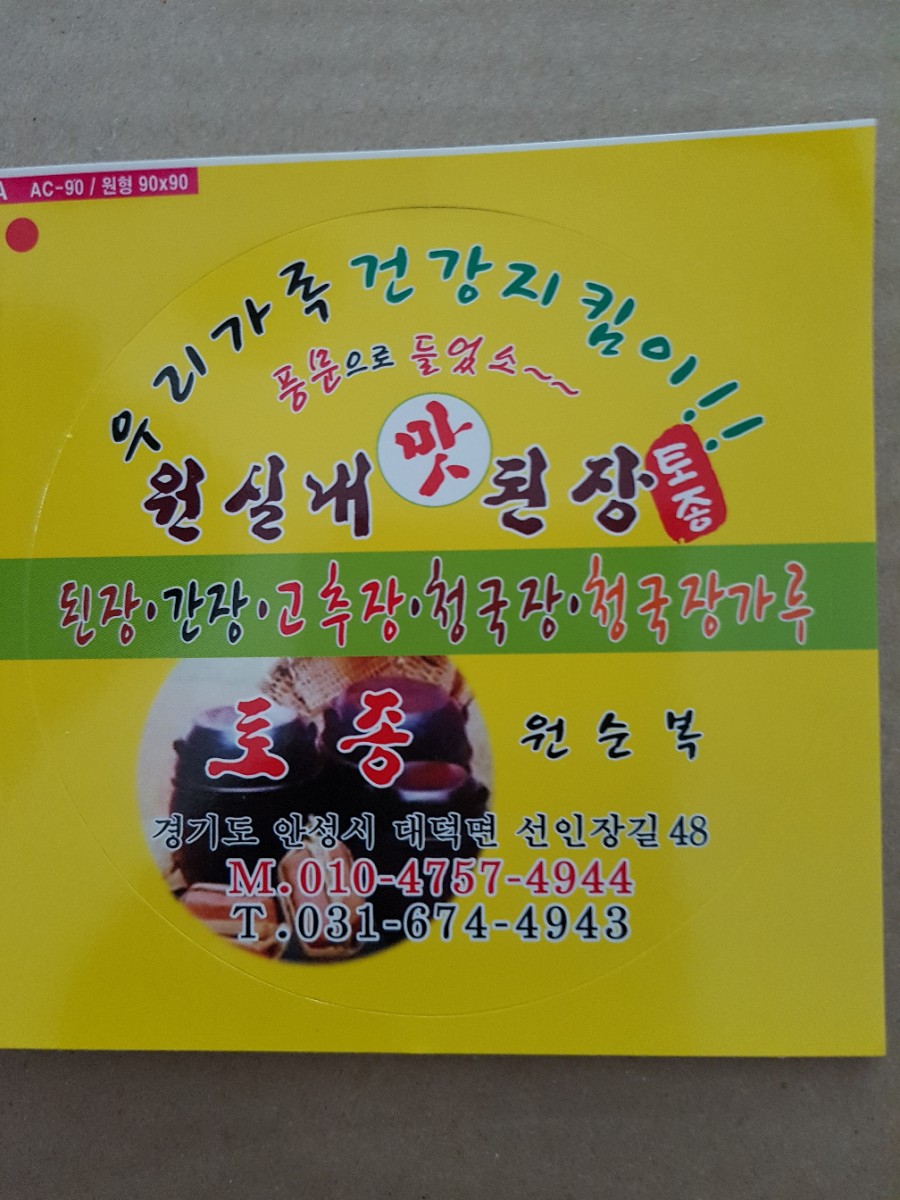 A AC-90 / 원형 90x90
우리가족 건강지킴이!!
풍문으로 들었소~~
원실내 맛 된장 토종
된장·간장·고추장·청국장·청국장가루
토종 원순복
경기도 안성시 대덕면 선인장길 48
M.010-4757-4944
T.031-674-4943